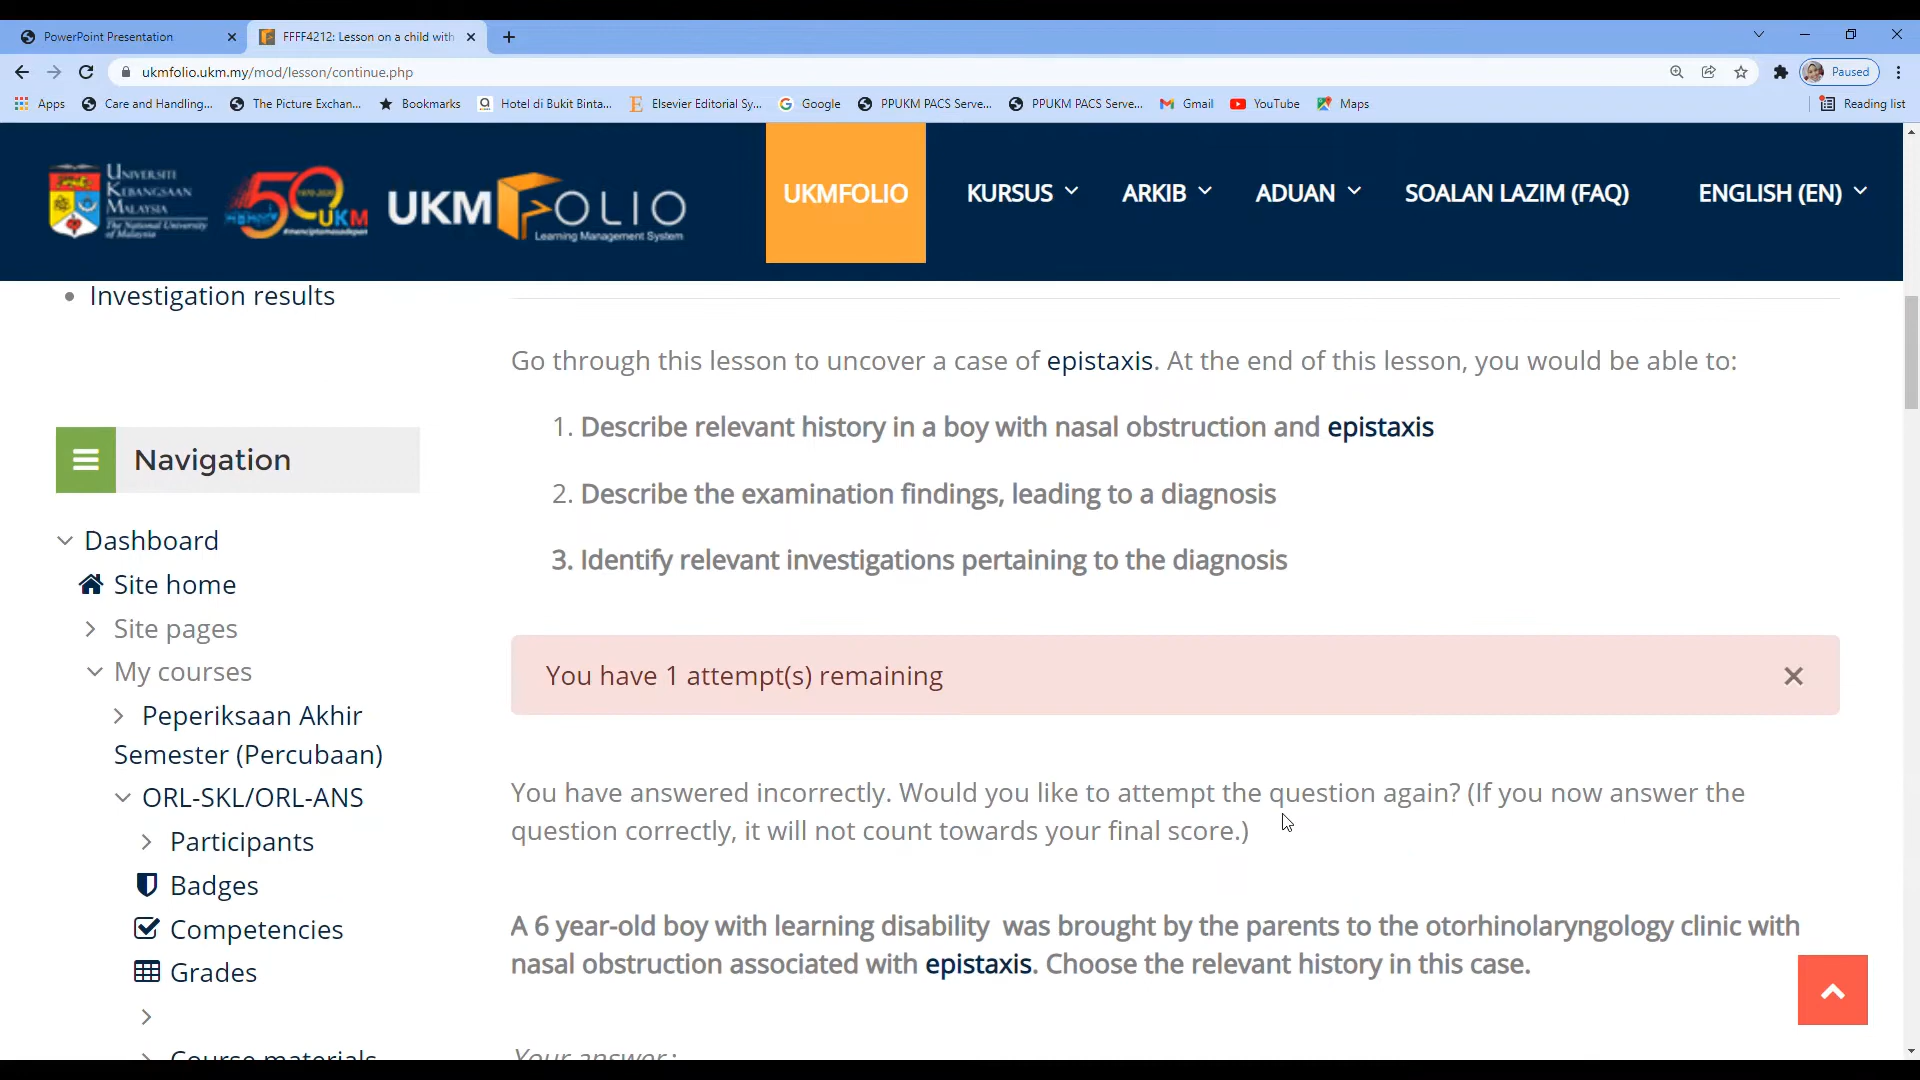 PowerPoint Presentation
FFFF4212: Lesson on a child with
ukmfolio.ukm.my/mod/lesson/continue.php
Paused
Apps
Care and Handling...
The Picture Exchan...
Bookmarks
Hotel di Bukit Binta...
Elsevier Editorial Sy...
Google
PPUKM PACS Serve...
PPUKM PACS Serve...
Gmail
YouTube
Maps
Reading list
UNIVERSITI
KEBANGSAAN
MALAYSIA
The National University
of Malaysia
50
UKM
UKMFOLIO
Learning Management System
UKMFOLIO
KURSUS
ARKIB
ADUAN
SOALAN LAZIM (FAQ)
ENGLISH (EN)
Investigation results
Navigation
Dashboard
Site home
Site pages
My courses
Peperiksaan Akhir
Semester (Percubaan)
ORL-SKL/ORL-ANS
Participants
Badges
Competencies
Grades
Course materials
Go through this lesson to uncover a case of epistaxis. At the end of this lesson, you would be able to:
1. Describe relevant history in a boy with nasal obstruction and epistaxis
2. Describe the examination findings, leading to a diagnosis
3. Identify relevant investigations pertaining to the diagnosis
You have 1 attempt(s) remaining
You have answered incorrectly. Would you like to attempt the question again? (If you now answer the
question correctly, it will not count towards your final score.)
A 6 year-old boy with learning disability was brought by the parents to the otorhinolaryngology clinic with
nasal obstruction associated with epistaxis. Choose the relevant history in this case.
Your answer :